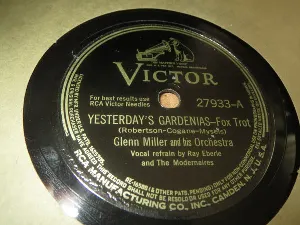 VICTOR
For best results use
RCA Victor Needles
27933-A
YESTERDAY'S GARDENIAS-Fox Trot
(Robertson-Cogane-Mysels)
Glenn Miller and his Orchestra
Vocal refrain by Ray Eberle
and The Modernaires
RCA MANUFACTURING CO., INC. CAMDEN, N.J., U.S.A.